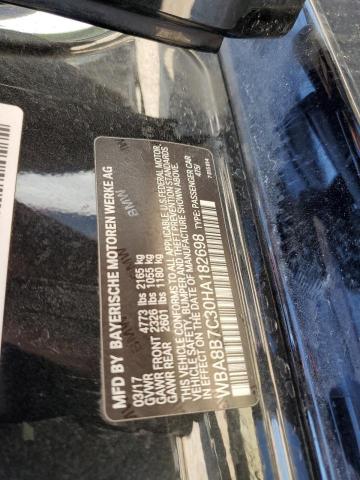 MFD BY BAYERISCHE MOTOREN WERKE AG
03/17
GVWR 4773 lbs 2165 kg
GAWR FRONT 2326 lbs 1055 kg
GAWR REAR 2601 lbs 1180 kg
THIS VEHICLE CONFORMS TO ALL APPLICABLE U.S. FEDERAL MOTOR
VEHICLE SAFETY, BUMPER AND THEFT PREVENTION STANDARDS
IN EFFECT ON THE DATE OF MANUFACTURE SHOWN ABOVE
WBA8B7C30HA182698 TYPE: PASSENGER CAR